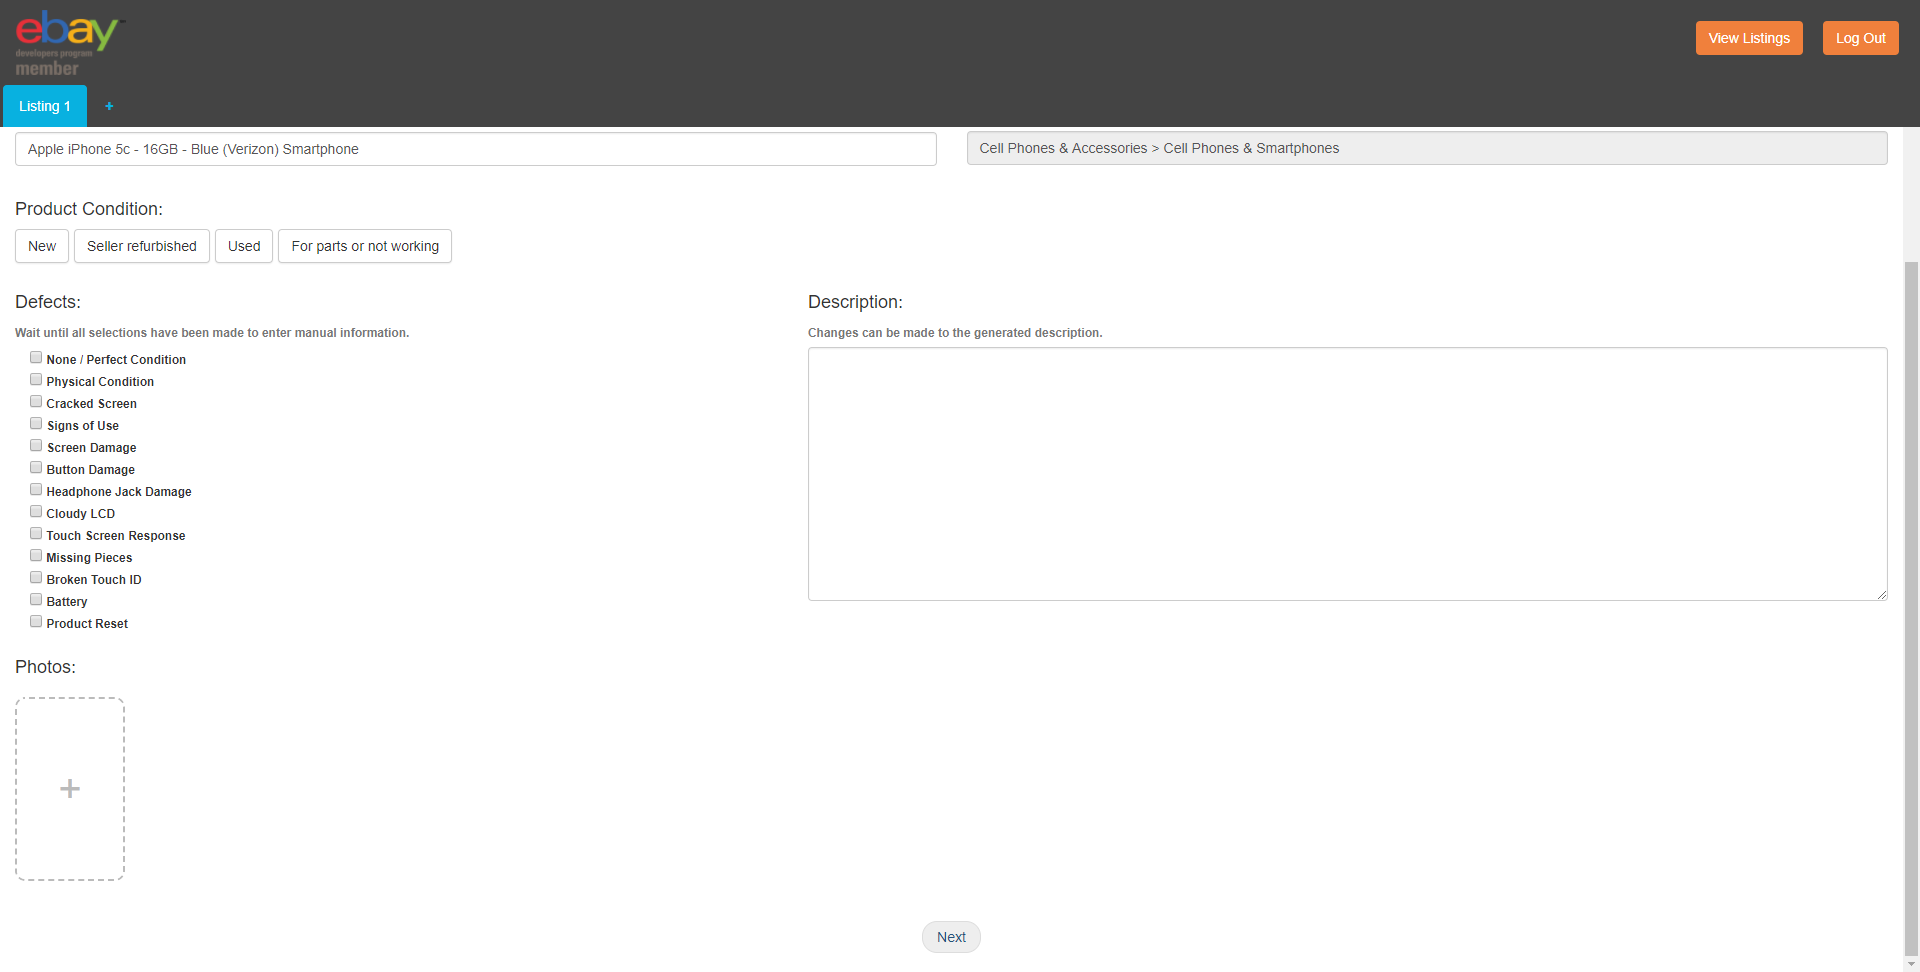 ebay
developers program
member
View Listings
Log Out
Listing 1
+
Apple iPhone 5c - 16GB - Blue (Verizon) Smartphone
Cell Phones & Accessories > Cell Phones & Smartphones
Product Condition:
New
Seller refurbished
Used
For parts or not working
Defects:
Wait until all selections have been made to enter manual information.
None / Perfect Condition
Physical Condition
Cracked Screen
Signs of Use
Screen Damage
Button Damage
Headphone Jack Damage
Cloudy LCD
Touch Screen Response
Missing Pieces
Broken Touch ID
Battery
Product Reset
Description:
Changes can be made to the generated description.
Photos:
+
Next